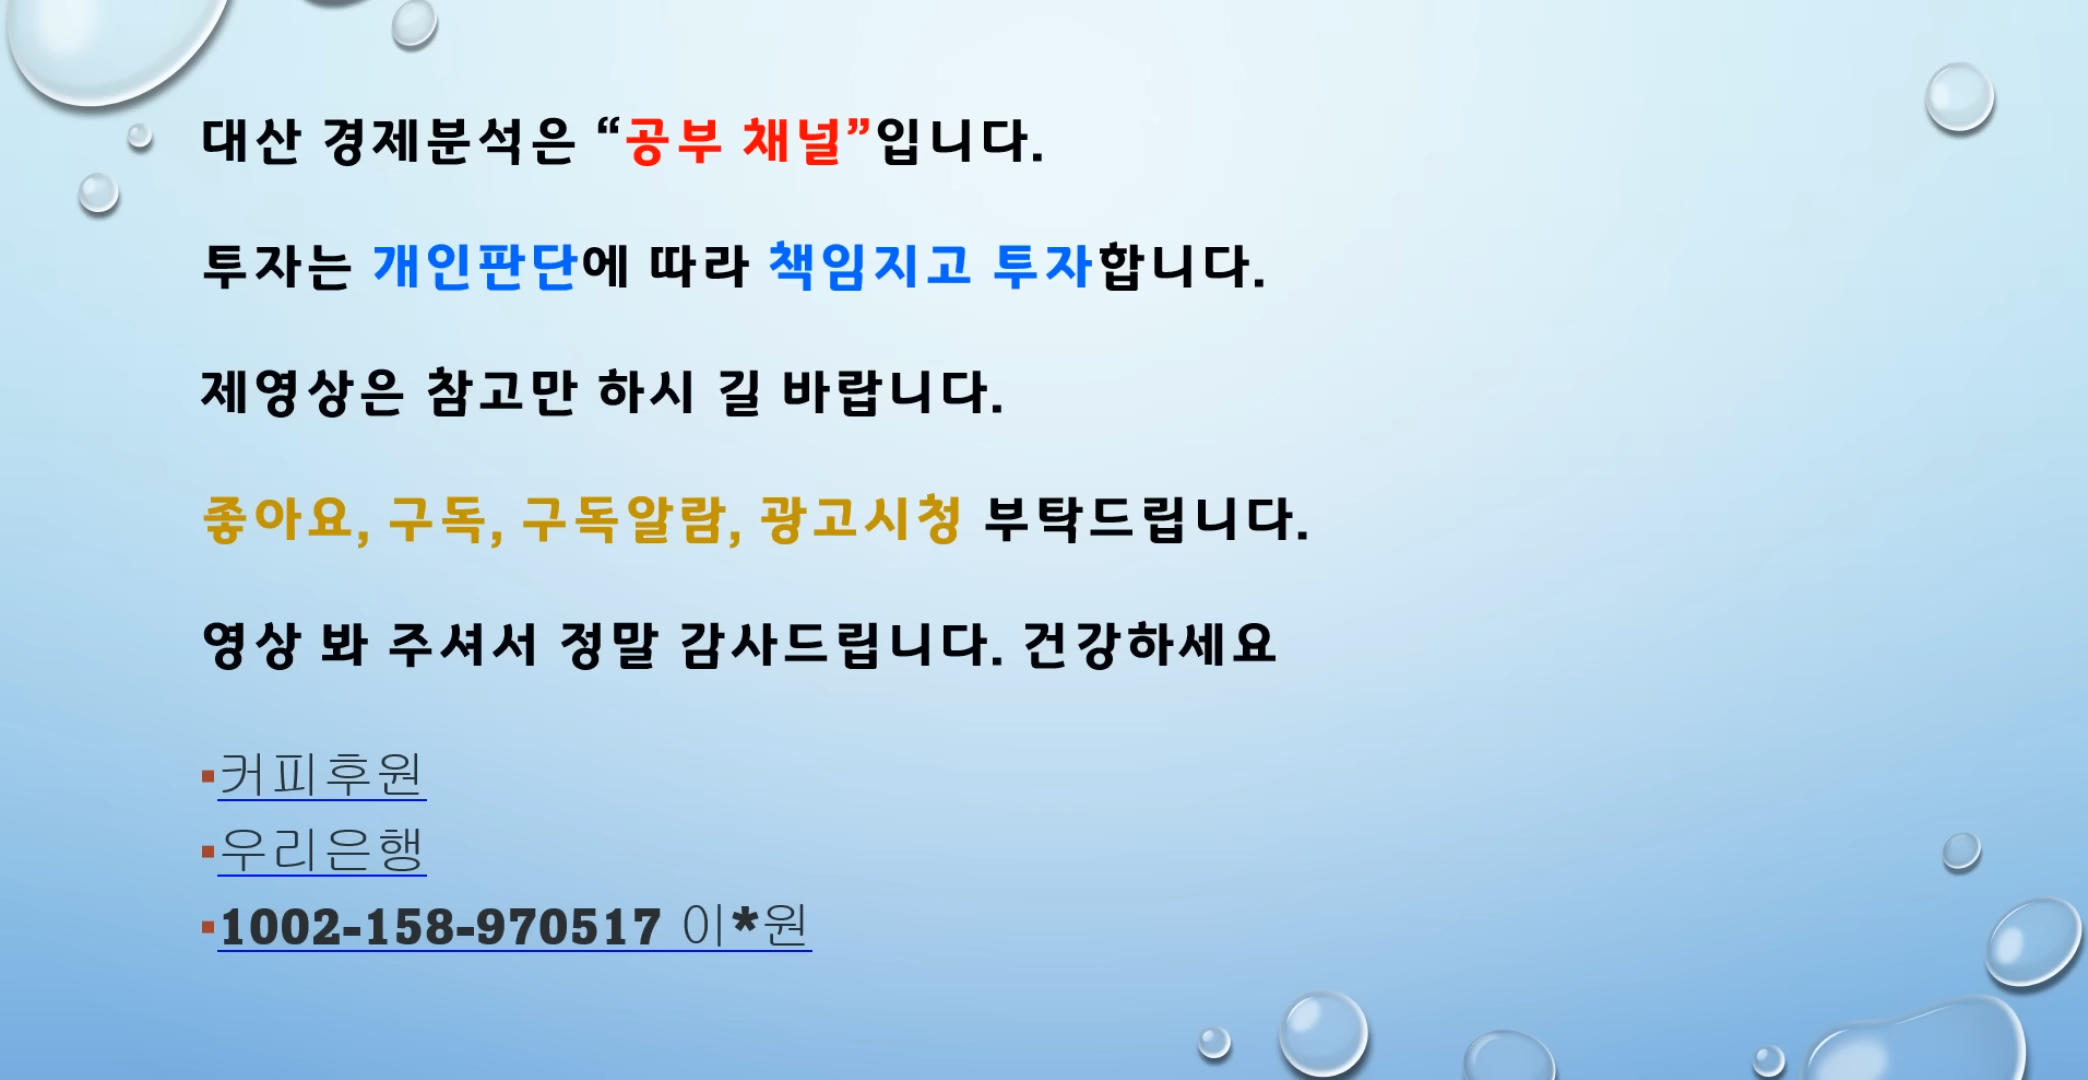 대산 경제분석은 “공부 채널”입니다.
투자는 개인판단에 따라 책임지고 투자합니다.
제영상은 참고만 하시 길 바랍니다.
좋아요, 구독, 구독알람, 광고시청 부탁드립니다.
영상 봐 주셔서 정말 감사드립니다. 건강하세요
▪커피후원
▪우리은행
▪1002-158-970517 이*원